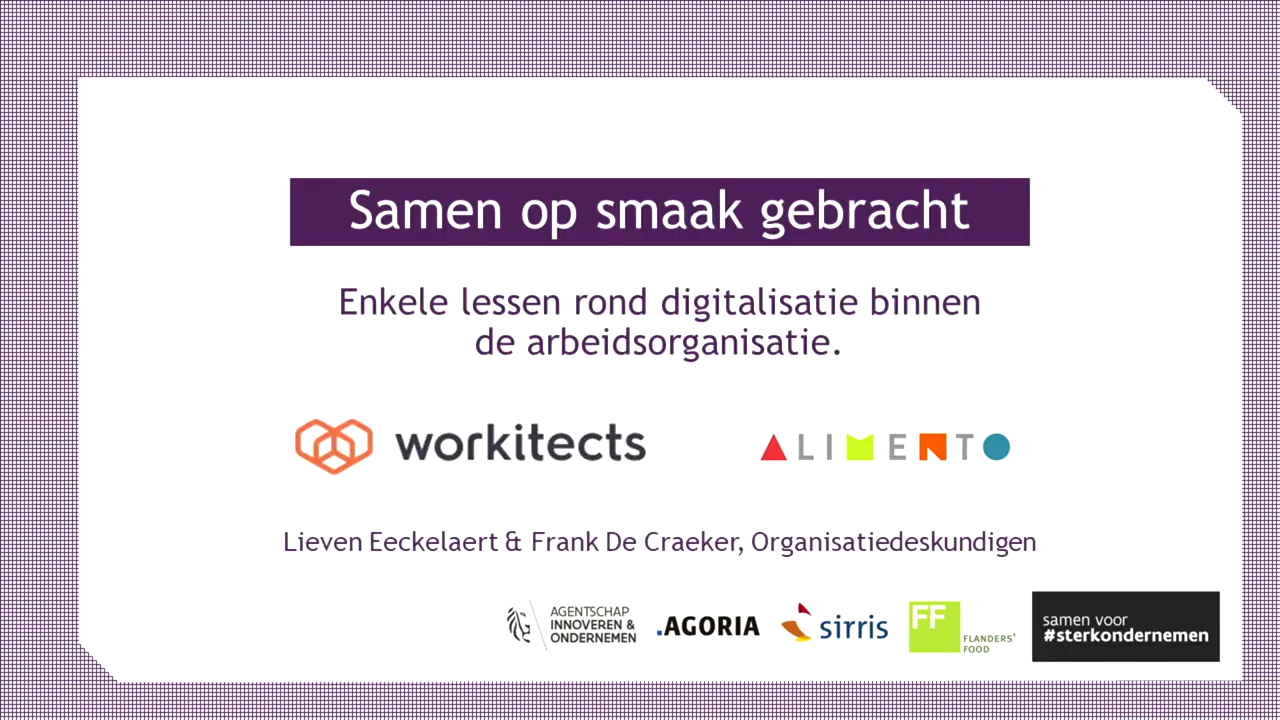 Samen op smaak gebracht
Enkele lessen rond digitalisatie binnen
de arbeidsorganisatie.
workitects
ALIMENTO
Lieven Eeckelaert & Frank De Craeker, Organisatiedeskundigen
AGENTSCHAP
INNOVEREN &
ONDERNEMEN
.AGORIA
sirris
FF
FLANDERS'
FOOD
samen voor
#sterkondernemen